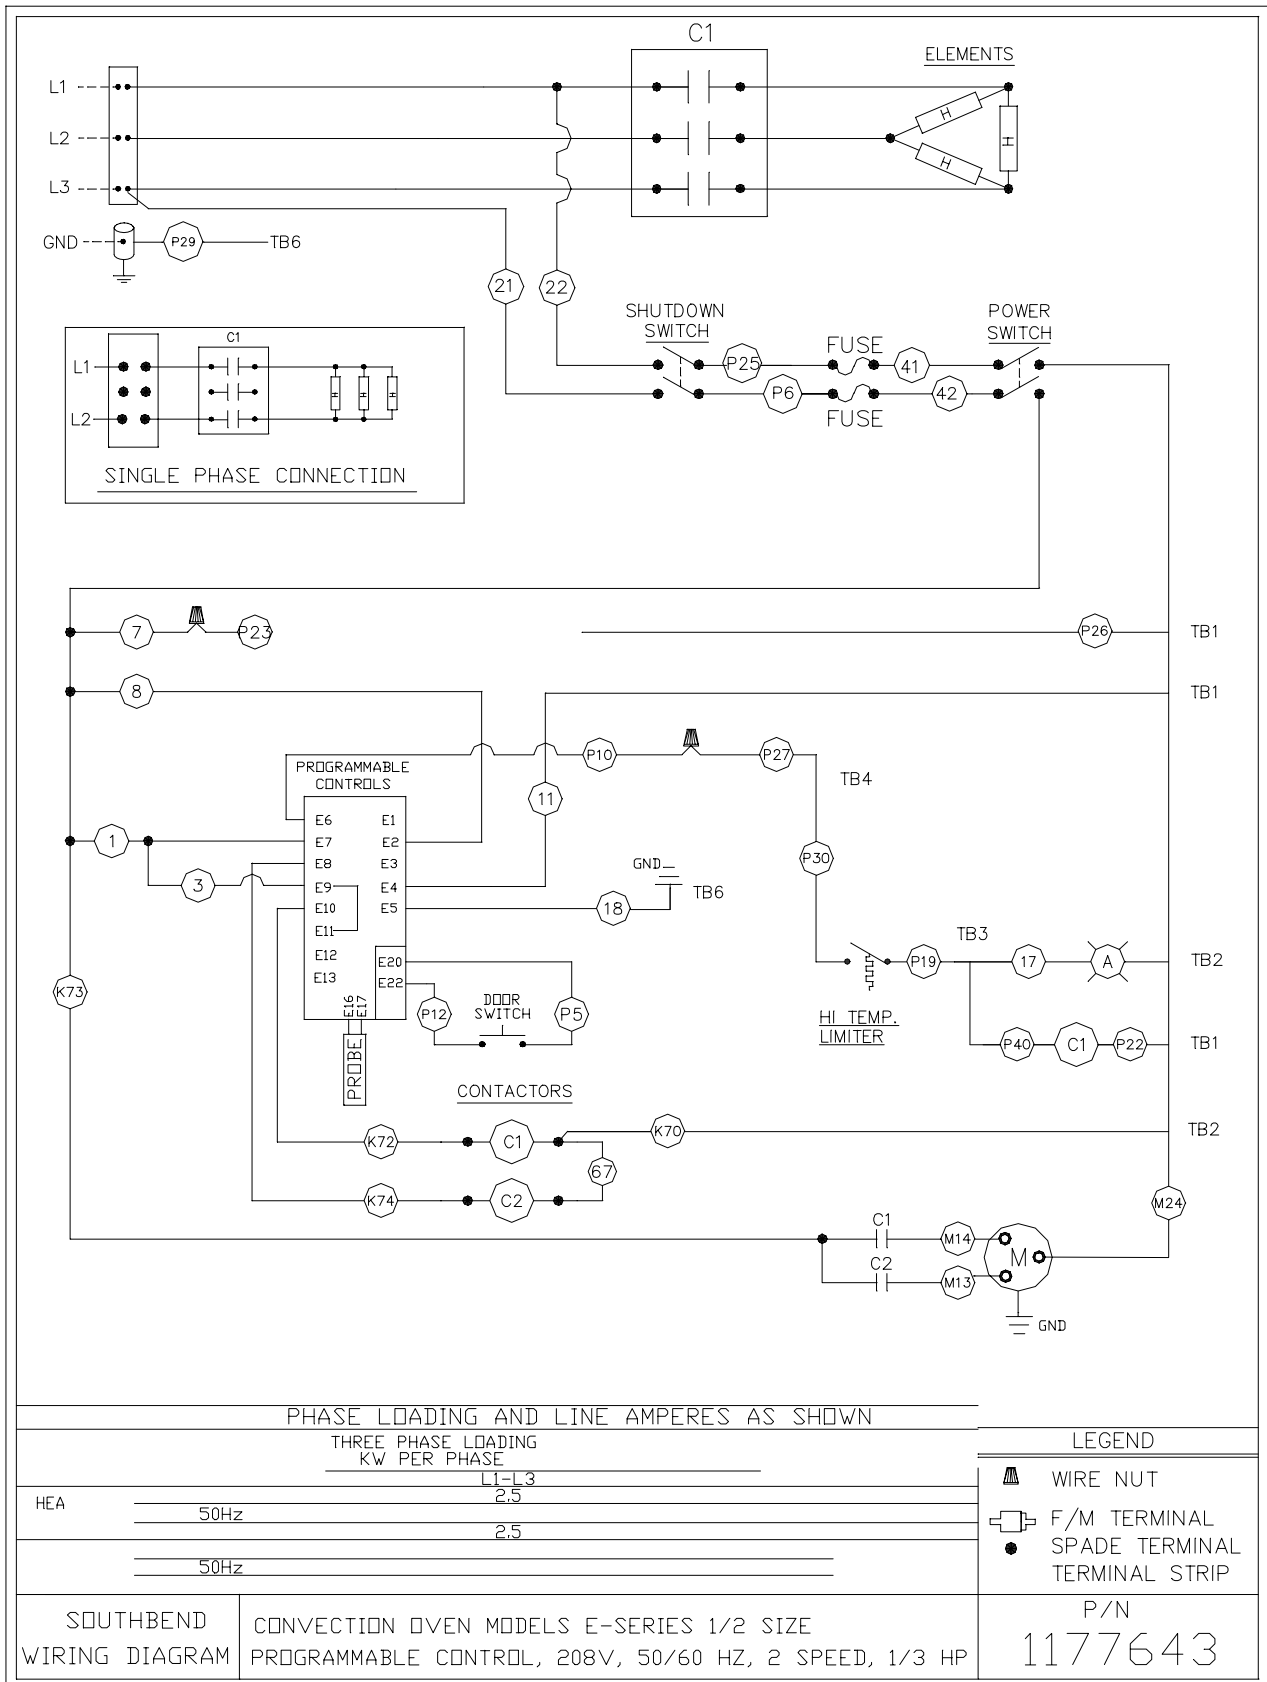 C1
ELEMENTS
L1
H
L2
H
H
L3
GND
P29
TB6
21
22
SHUTDOWN
SWITCH
POWER
SWITCH
FUSE
P25
41
P6
42
FUSE
C1
L1
H
H
H
L2
SINGLE PHASE CONNECTION
7
P23
P26
TB1
8
TB1
P10
P27
TB4
PROGRAMMABLE
CONTROLS
11
E6
E1
1
E7
E2
E8
E3
P30
GND
TB6
3
E9
E4
E10
E5
18
E11
E12
E13
E20
E22
E16
E17
PROBE
TB3
P19
17
A
TB2
K73
P12
DOOR
SWITCH
P5
HI TEMP.
LIMITER
P40
C1
P22
TB1
CONTACTORS
K72
C1
K70
TB2
67
K74
C2
M24
C1
M14
M
C2
M13
GND
PHASE LOADING AND LINE AMPERES AS SHOWN
THREE PHASE LOADING
KW PER PHASE
L1-L3
HEA
2.5
50Hz
2.5
50Hz
LEGEND
WIRE NUT
F/M TERMINAL
SPADE TERMINAL
TERMINAL STRIP
SOUTHBEND
WIRING DIAGRAM
CONVECTION OVEN MODELS E-SERIES 1/2 SIZE
PROGRAMMABLE CONTROL, 208V, 50/60 HZ, 2 SPEED, 1/3 HP
P/N
1177643